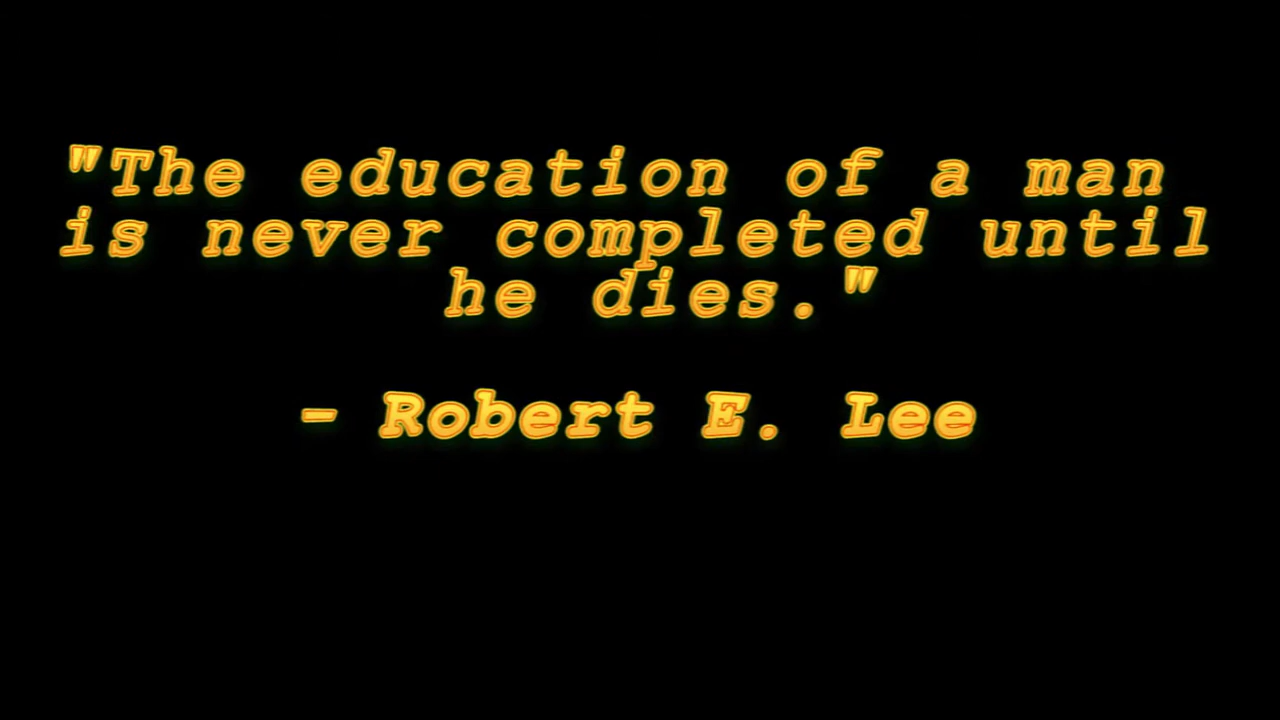 "The education of a man
is never completed until
he dies."
- Robert E. Lee